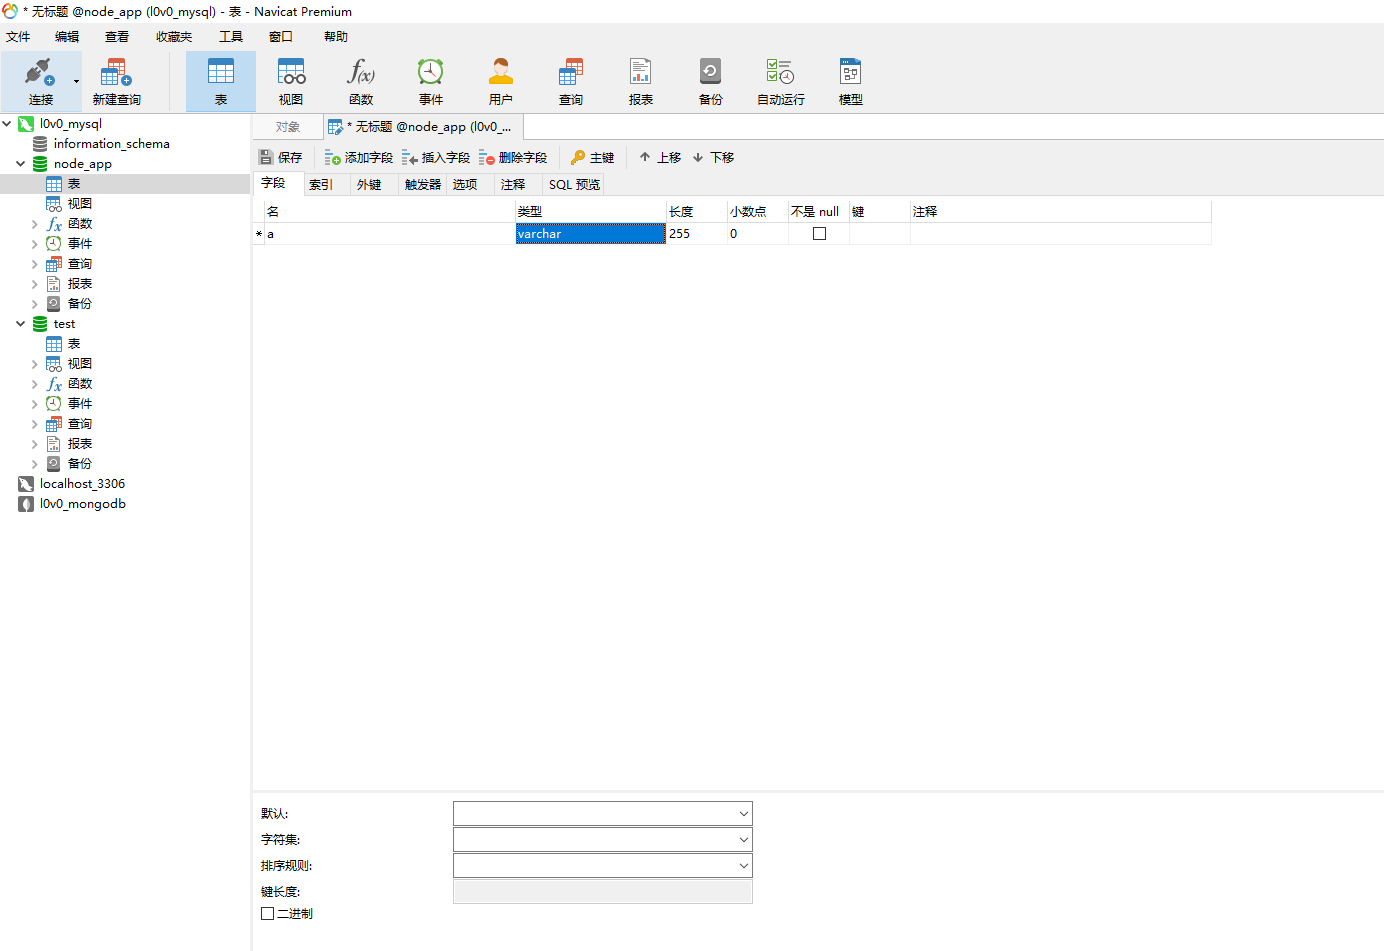 * 无标题 @node_app (l0v0_mysql) - 表 - Navicat Premium
文件 编辑 查看 收藏夹 工具 窗口 帮助
连接 新建查询 表 视图 函数 事件 用户 查询 报表 备份 自动运行 模型
l0v0_mysql
information_schema
node_app
表
视图
函数
事件
查询
报表
备份
test
表
视图
函数
事件
查询
报表
备份
localhost_3306
l0v0_mongodb
对象 * 无标题 @node_app (l0v0_...
保存 添加字段 插入字段 删除字段 主键 上移 下移
字段 索引 外键 触发器 选项 注释 SQL 预览
名 类型 长度 小数点 不是 null 键 注释
* a varchar 255 0
默认:
字符集:
排序规则:
键长度:
二进制